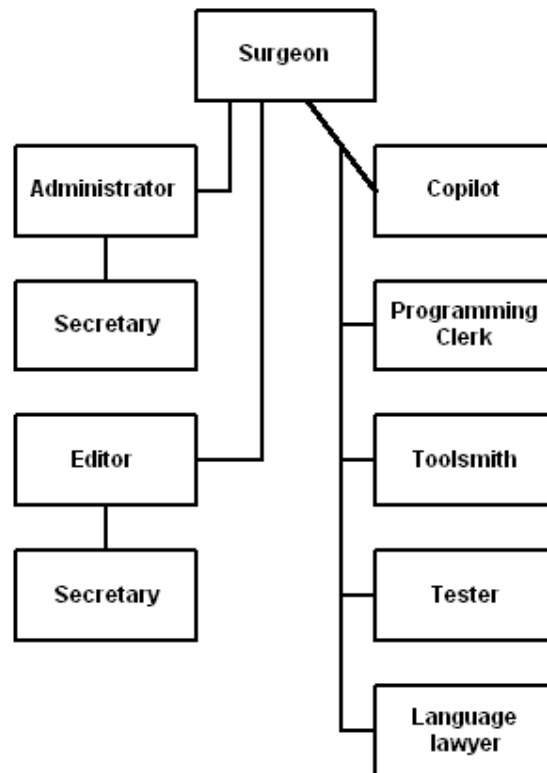 Surgeon
Administrator
Copilot
Secretary
Programming
Clerk
Editor
Toolsmith
Secretary
Tester
Language
lawyer